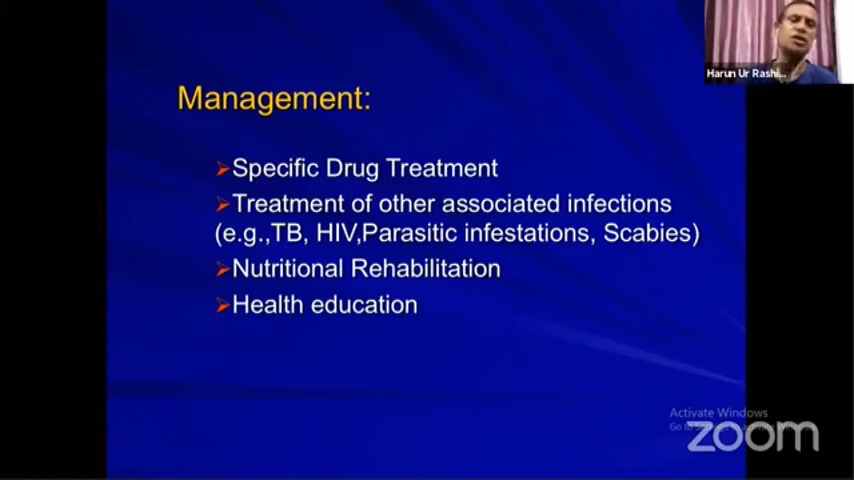 Harun Ur Rashi...
Management:
➢Specific Drug Treatment
➢Treatment of other associated infections
(e.g.,TB, HIV,Parasitic infestations, Scabies)
➢Nutritional Rehabilitation
➢Health education
Activate Windows
Go to
zoom